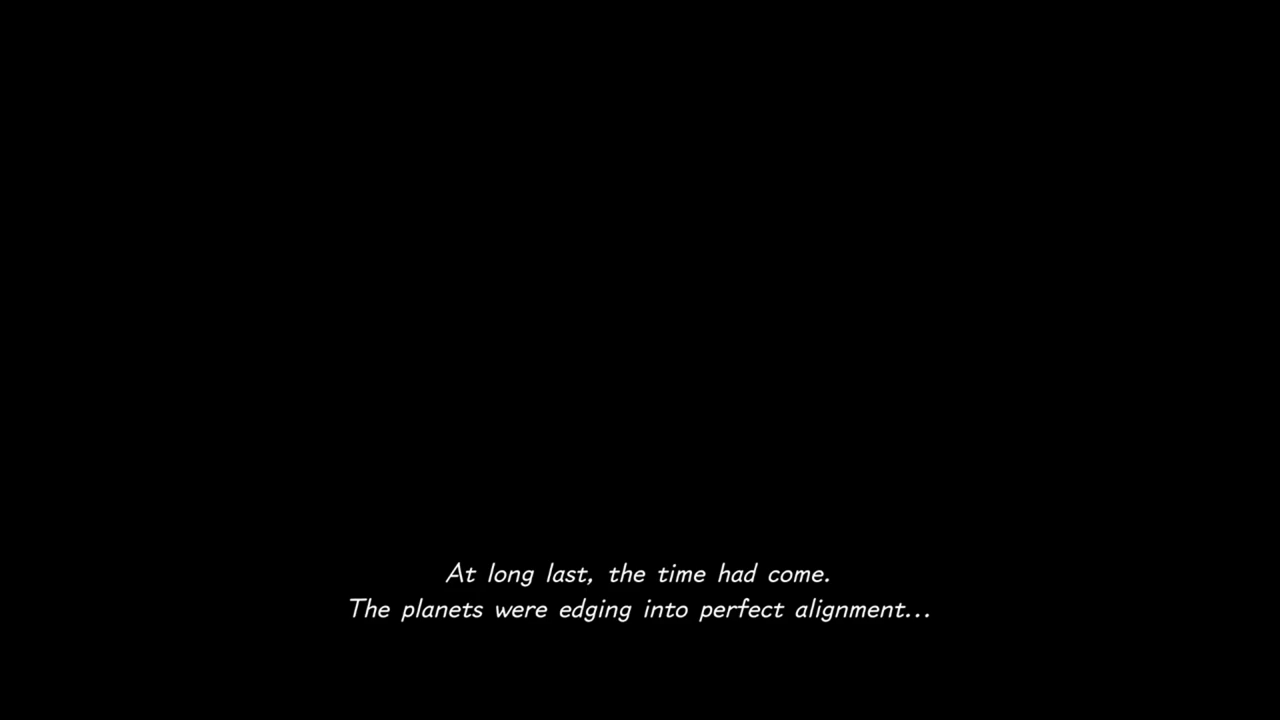 At long last, the time had come.
The planets were edging into perfect alignment...